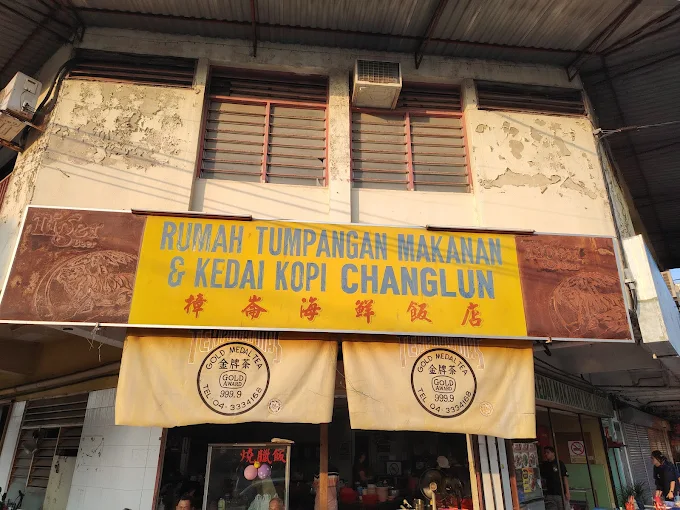 Tiger
RUMAH TUMPANGAN MAKANAN
& KEDAI KOPI CHANGLUN
樟崙海鮮飯店
GOLD MEDAL TEA
金牌茶
GOLD
AWARD
999.9
TEL 04-3334168
GOLD MEDAL TEA
金牌茶
GOLD
AWARD
999.9
TEL 04-3334168
燒臘飯